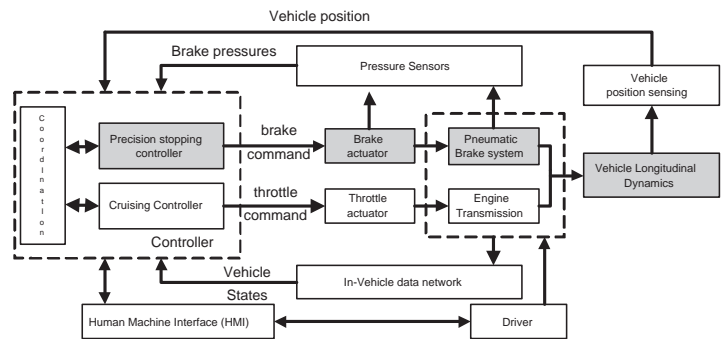 Vehicle position
Brake pressures
Pressure Sensors
Vehicle
position sensing
Coordination
Precision stopping
controller
brake
command
Brake
actuator
Pneumatic
Brake system
Vehicle Longitudinal
Dynamics
Cruising Controller
throttle
command
Throttle
actuator
Engine
Transmission
Controller
Vehicle
States
In-Vehicle data network
Human Machine Interface (HMI)
Driver